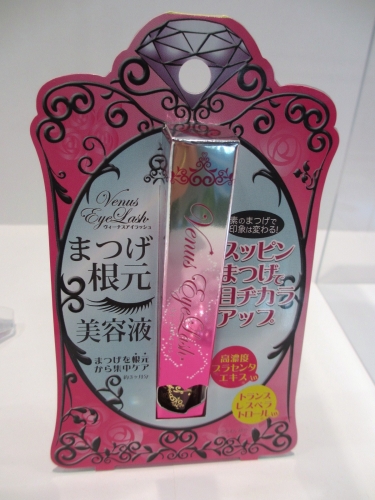 Venus
EyeLash
ヴィーナスアイラッシュ
まつげ
根元
美容液
まつげを根元
から集中ケア
Venus EyeLash
素のまつげで
印象は変わる!
スッピン
まつげで
目ヂカラ
アップ
高濃度
プラセンタ
エキス
トランス
レスベラ
トロール